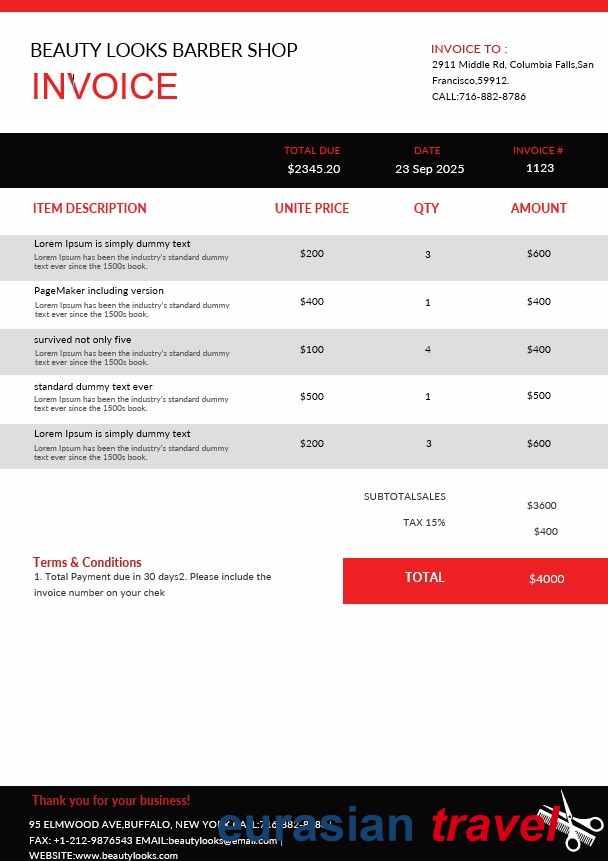 BEAUTY LOOKS BARBER SHOP
INVOICE
INVOICE TO :
2911 Middle Rd, Columbia Falls,San
Francisco,59912.
CALL:716-882-8786
TOTAL DUE DATE INVOICE #
$2345.20 23 Sep 2025 1123
ITEM DESCRIPTION UNITE PRICE QTY AMOUNT
Lorem Ipsum is simply dummy text
Lorem Ipsum has been the industry's standard dummy
text ever since the 1500s book.
$200 3 $600
PageMaker including version
Lorem Ipsum has been the industry's standard dummy
text ever since the 1500s book.
$400 1 $400
survived not only five
Lorem Ipsum has been the industry's standard dummy
text ever since the 1500s book.
$100 4 $400
standard dummy text ever
Lorem Ipsum has been the industry's standard dummy
text ever since the 1500s book.
$500 1 $500
Lorem Ipsum is simply dummy text
Lorem Ipsum has been the industry's standard dummy
text ever since the 1500s book.
$200 3 $600
SUBTOTALSALES $3600
TAX 15% $400
Terms & Conditions
1. Total Payment due in 30 days2. Please include the
invoice number on your chek
TOTAL $4000
Thank you for your business!
95 ELMWOOD AVE,BUFFALO, NEW YORK
FAX: +1-212-9876543 EMAIL:beautylooks@email.com |
WEBSITE:www.beautylooks.com
eurasian travel